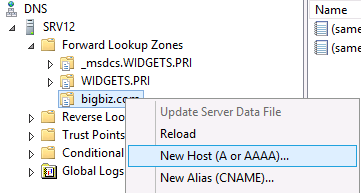 DNS
SRV12
Forward Lookup Zones
_msdcs.WIDGETS.PRI
WIDGETS.PRI
bigbiz.com
Reverse Loo
Trust Points
Conditional
Global Logs
Update Server Data File
Reload
New Host (A or AAAA)...
New Alias (CNAME)...
(same
(same